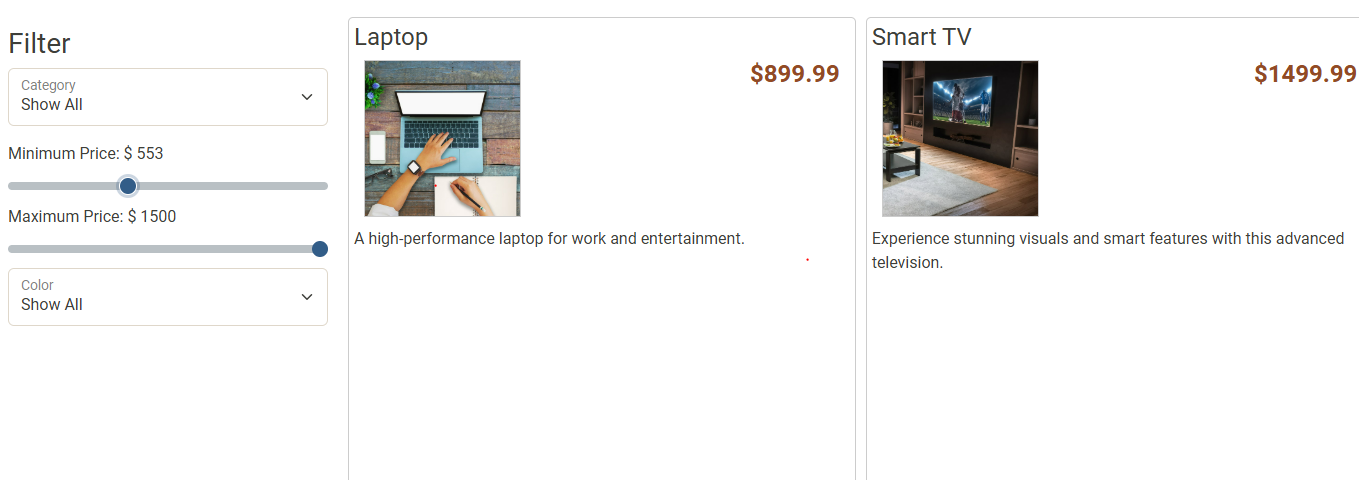 Filter
Category
Show All
Minimum Price: $ 553
Maximum Price: $ 1500
Color
Show All
Laptop
$899.99
A high-performance laptop for work and entertainment.
Smart TV
$1499.99
Experience stunning visuals and smart features with this advanced
television.